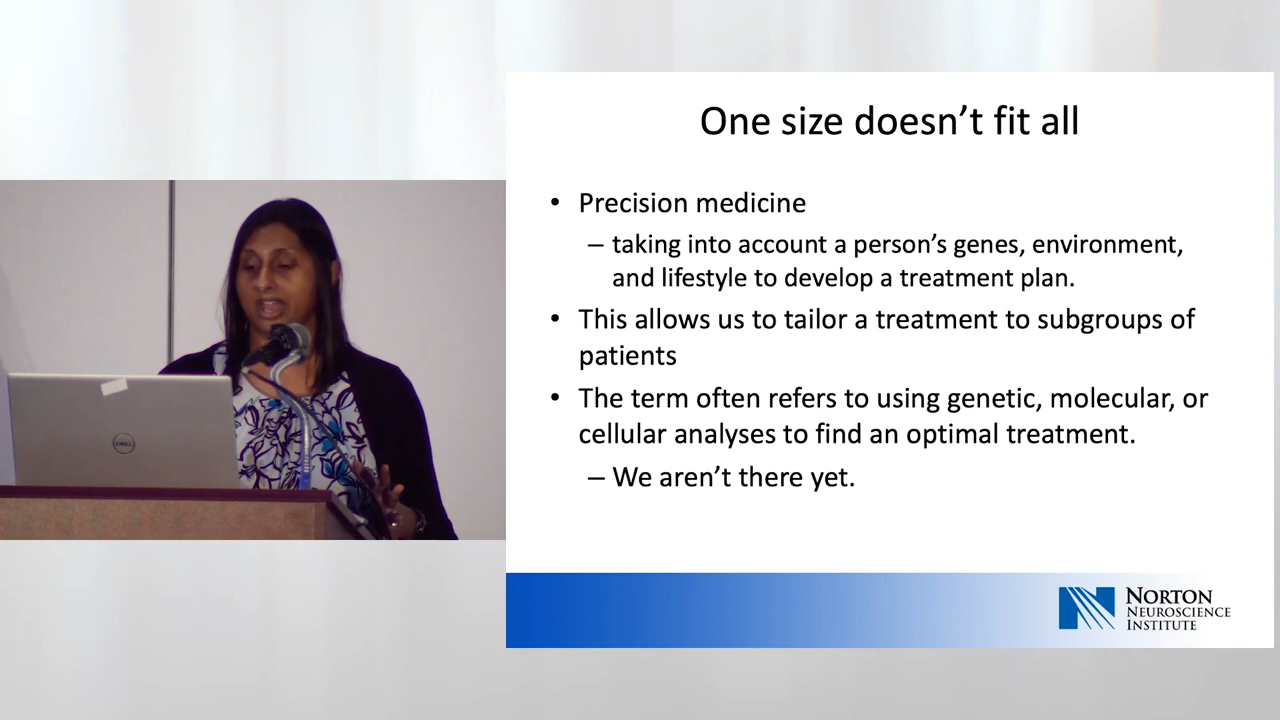 One size doesn’t fit all
• Precision medicine
– taking into account a person’s genes, environment,
and lifestyle to develop a treatment plan.
• This allows us to tailor a treatment to subgroups of
patients
• The term often refers to using genetic, molecular, or
cellular analyses to find an optimal treatment.
– We aren’t there yet.
DELL
NORTON
NEUROSCIENCE
INSTITUTE